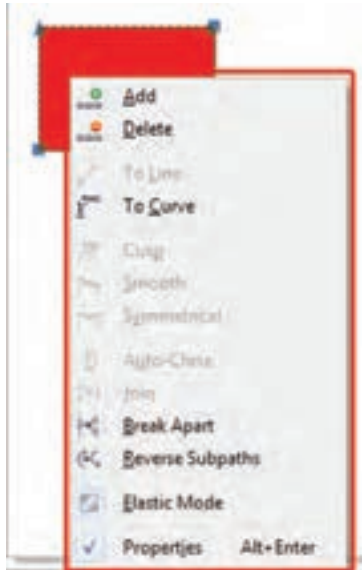 Add
Delete
To Line
To Curve
Cusp
Smooth
Symmetrical
Auto-Close
Join
Break Apart
Reverse Subpaths
Elastic Mode
Properties Alt+Enter